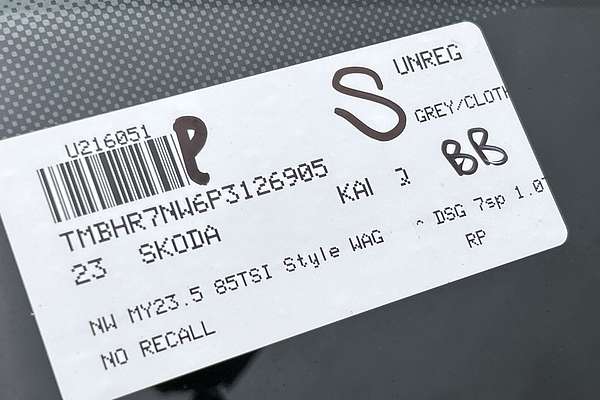 UNREG
S
U216051
P
GREY/CLOTH
BB
TMBHR7NW6P3126905
KAI
23 SKODA
NW MY23.5 85TSI Style WAG ^ DSG 7sp 1.0T
RP
NO RECALL